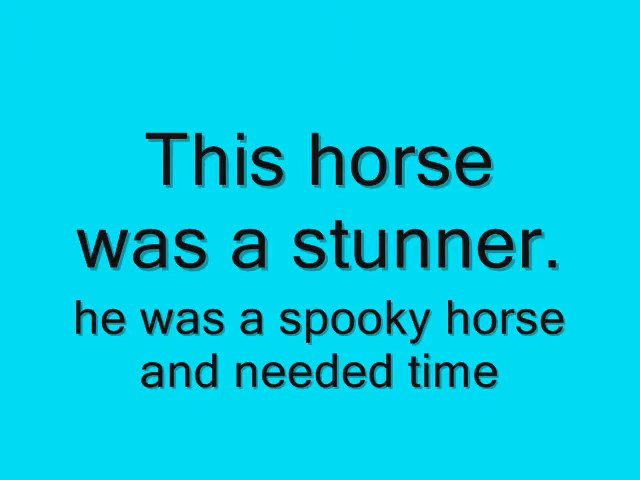 This horse
was a stunner.
he was a spooky horse
and needed time